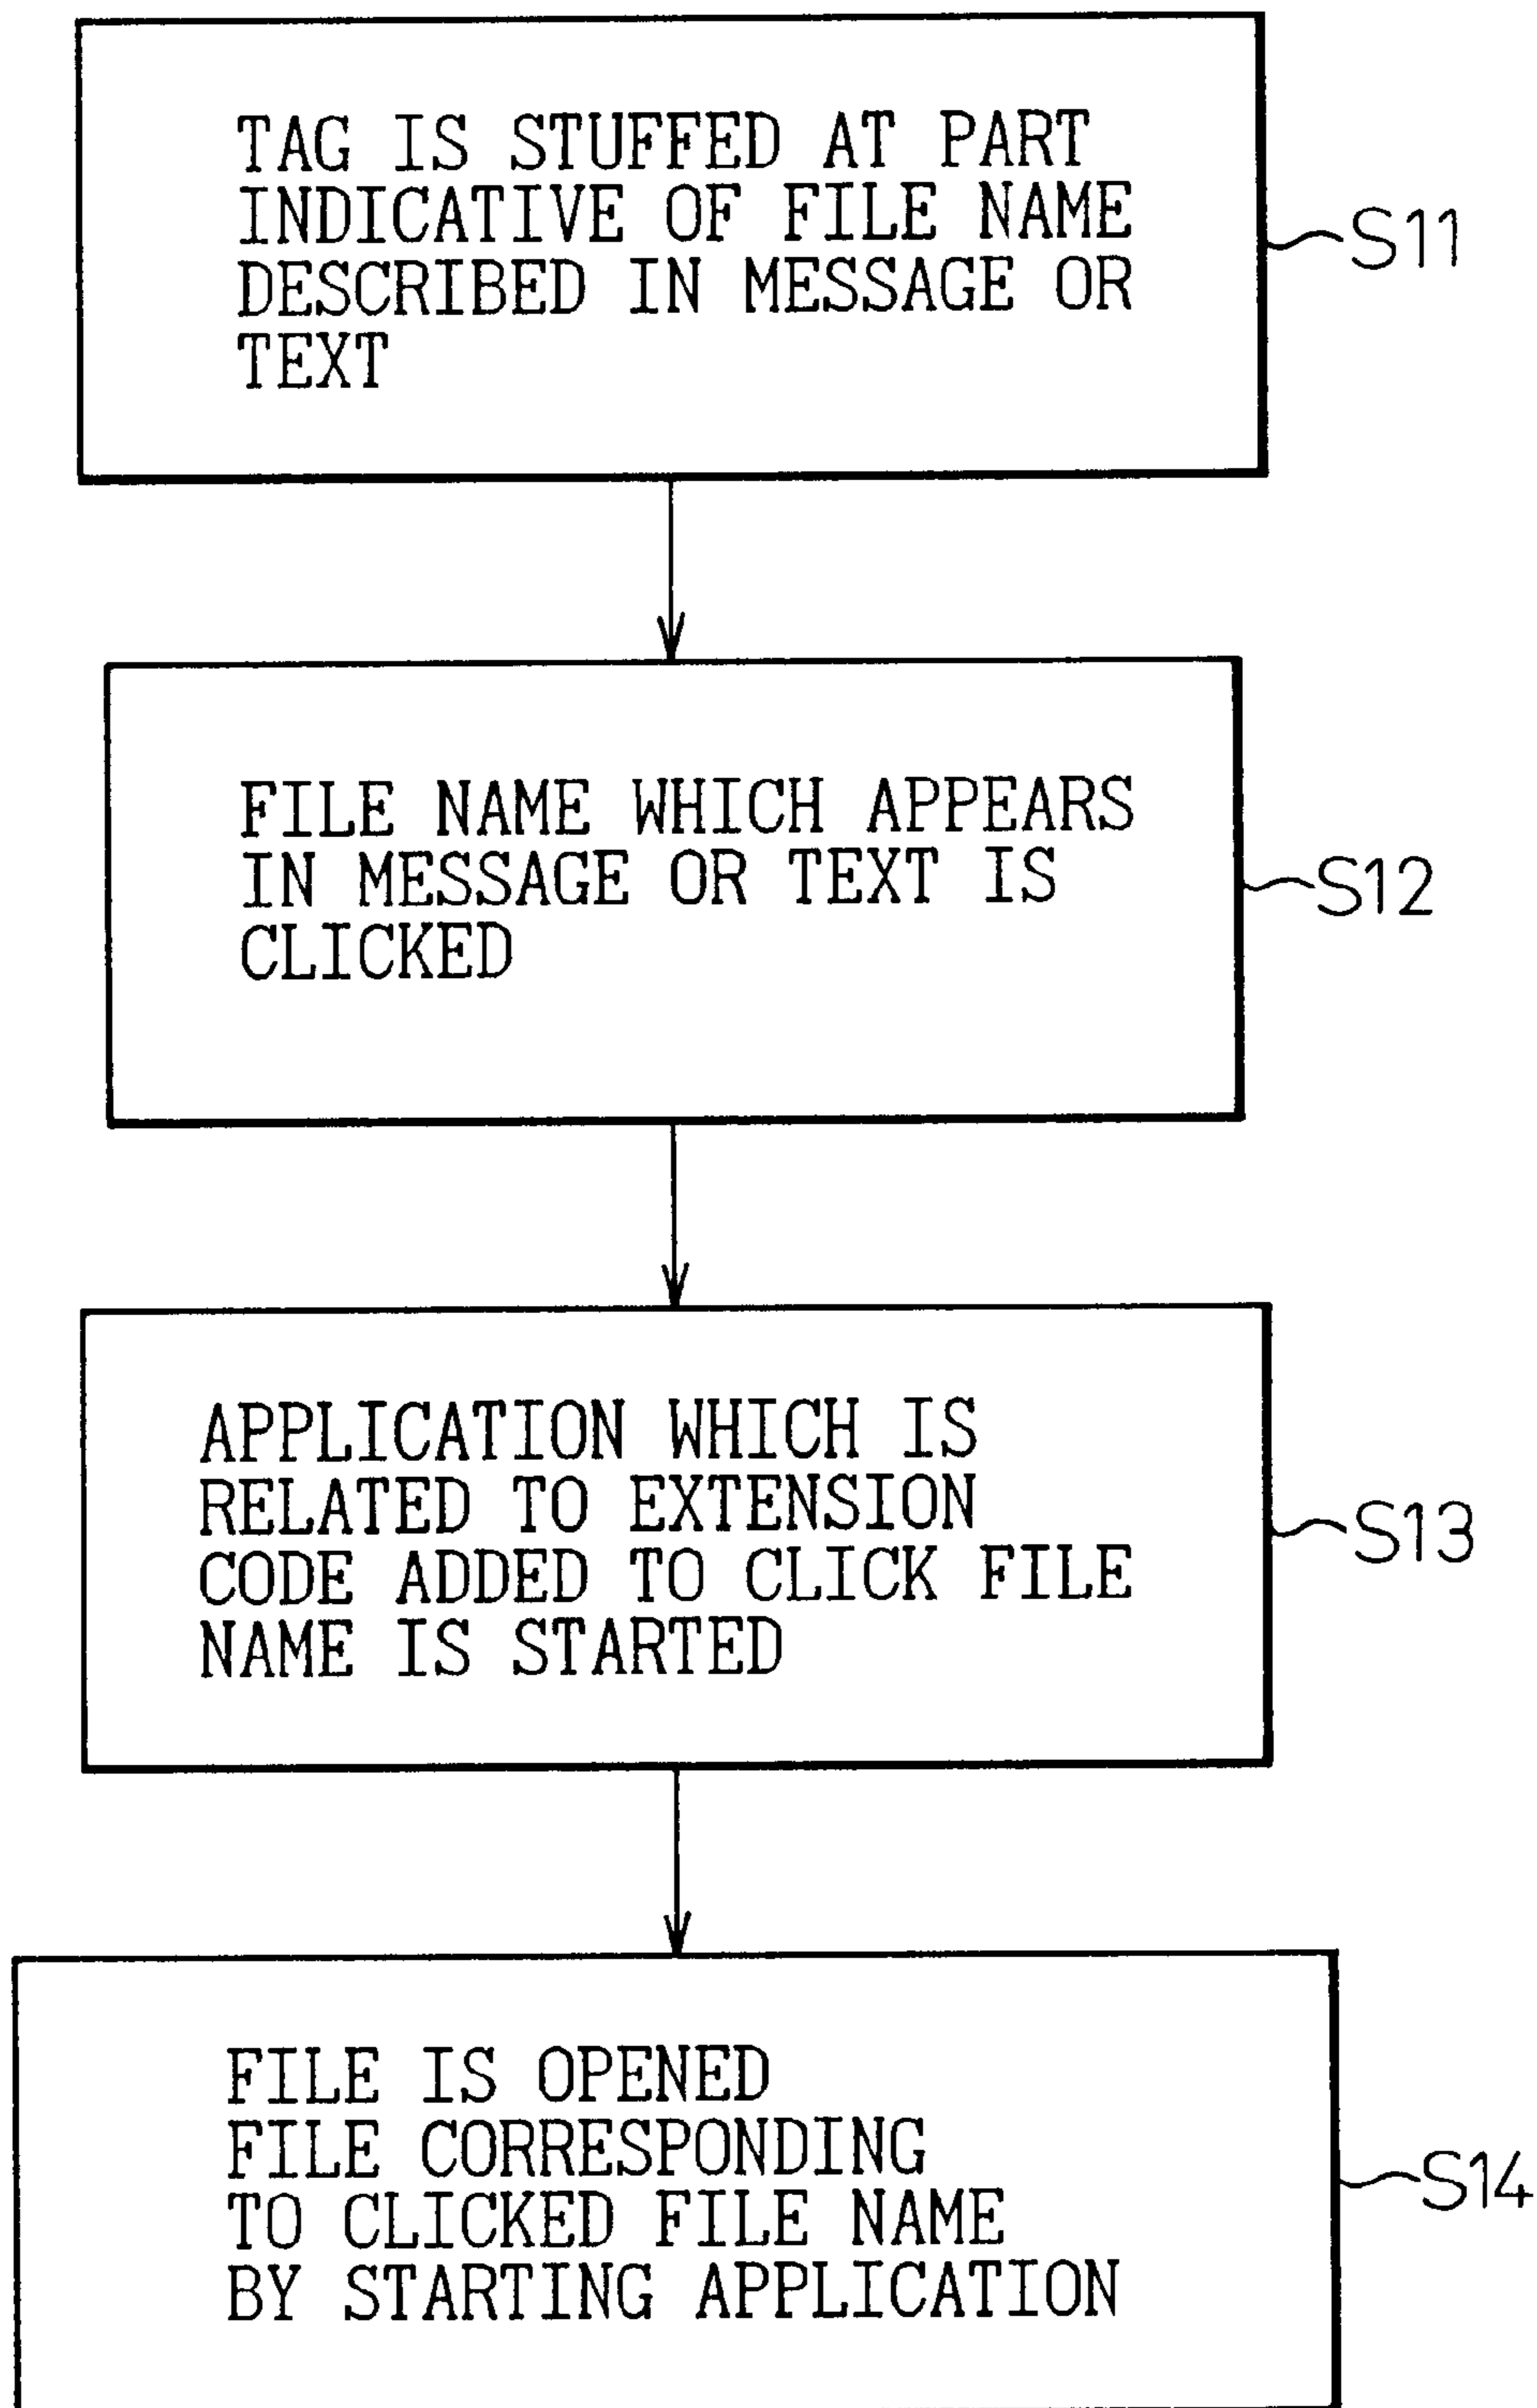 TAG IS STUFFED AT PART
INDICATIVE OF FILE NAME
DESCRIBED IN MESSAGE OR
TEXT
S11
FILE NAME WHICH APPEARS
IN MESSAGE OR TEXT IS
CLICKED
S12
APPLICATION WHICH IS
RELATED TO EXTENSION
CODE ADDED TO CLICK FILE
NAME IS STARTED
S13
FILE IS OPENED
FILE CORRESPONDING
TO CLICKED FILE NAME
BY STARTING APPLICATION
S14